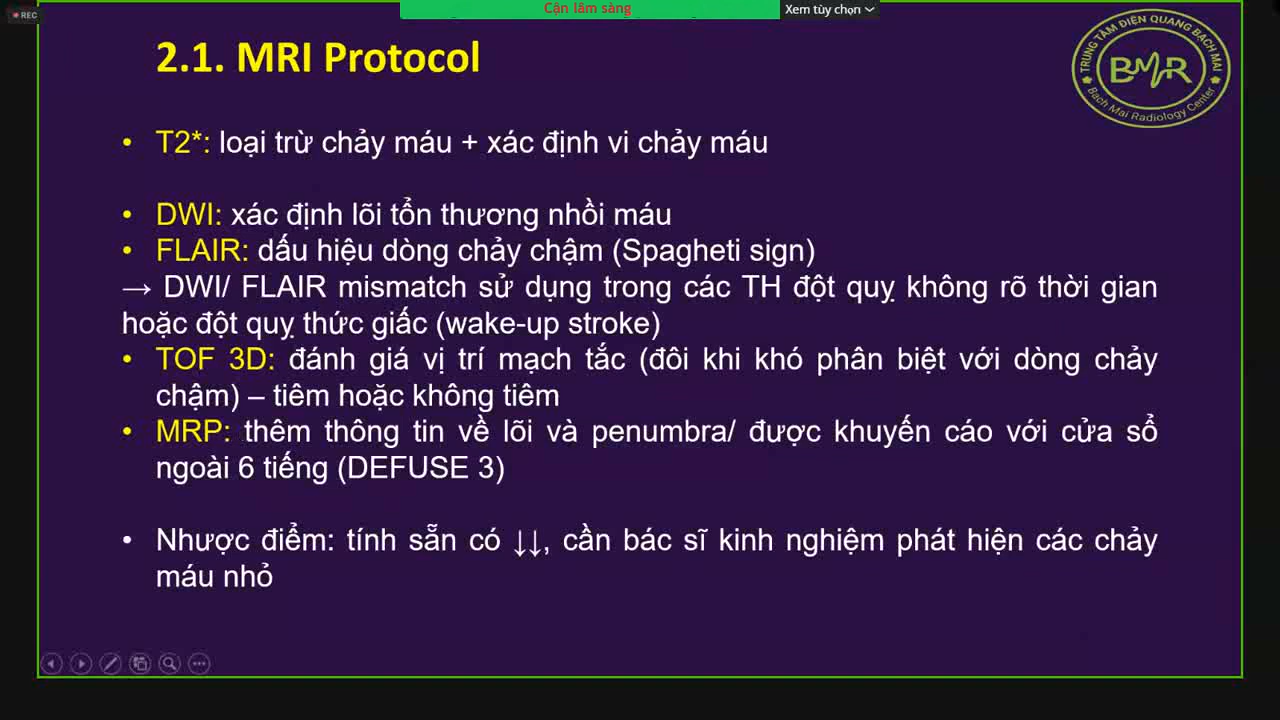 REC
Cận lâm sàng
Xem tùy chọn
2.1. MRI Protocol
TRUNG TÂM ĐIỆN QUANG BẠCH MAI
BMR
Bach Mai Radiology Center
• T2*: loại trừ chảy máu + xác định vi chảy máu
• DWI: xác định lõi tổn thương nhồi máu
• FLAIR: dấu hiệu dòng chảy chậm (Spagheti sign)
→ DWI/ FLAIR mismatch sử dụng trong các TH đột quỵ không rõ thời gian
hoặc đột quỵ thức giấc (wake-up stroke)
• TOF 3D: đánh giá vị trí mạch tắc (đôi khi khó phân biệt với dòng chảy
chậm) – tiêm hoặc không tiêm
• MRP: thêm thông tin về lõi và penumbra/ được khuyến cáo với cửa sổ
ngoài 6 tiếng (DEFUSE 3)
• Nhược điểm: tính sẵn có ↓↓, cần bác sĩ kinh nghiệm phát hiện các chảy
máu nhỏ